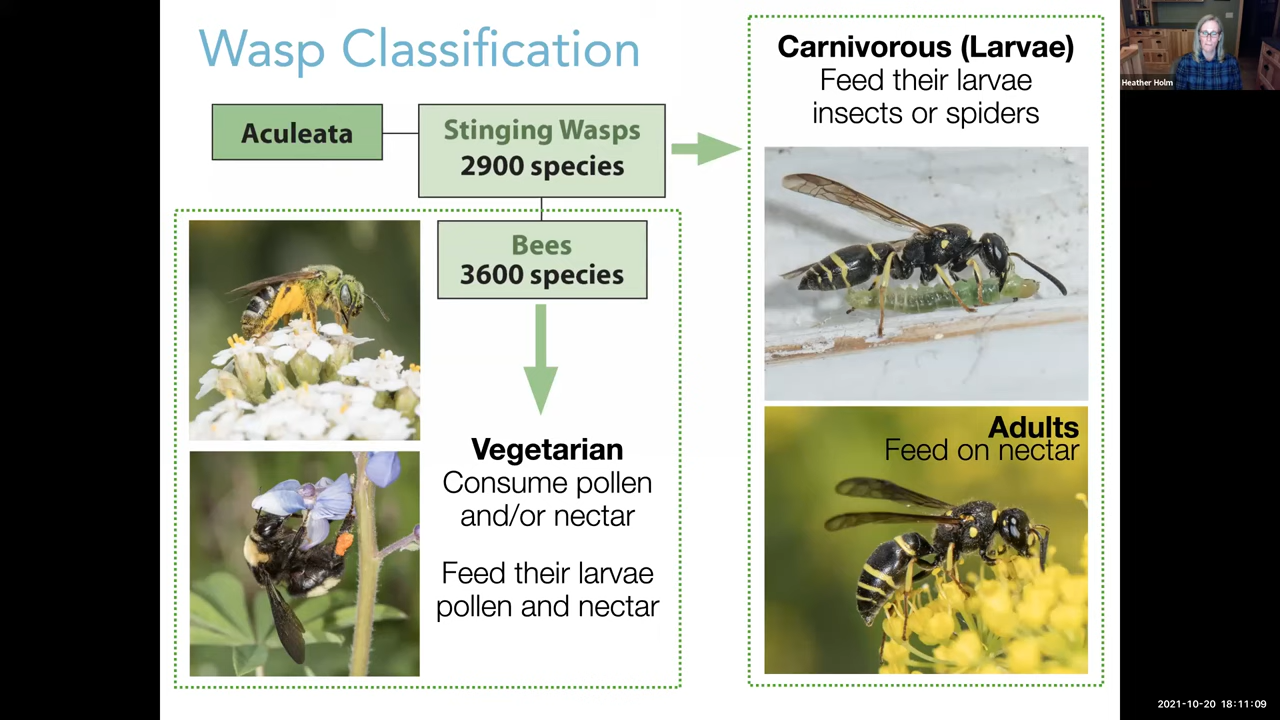 Wasp Classification
Aculeata
Stinging Wasps
2900 species
Bees
3600 species
Vegetarian
Consume pollen
and/or nectar
Feed their larvae
pollen and nectar
Carnivorous (Larvae)
Feed their larvae
insects or spiders
Adults
Feed on nectar
Heather Holm
2021-10-20 18:11:09